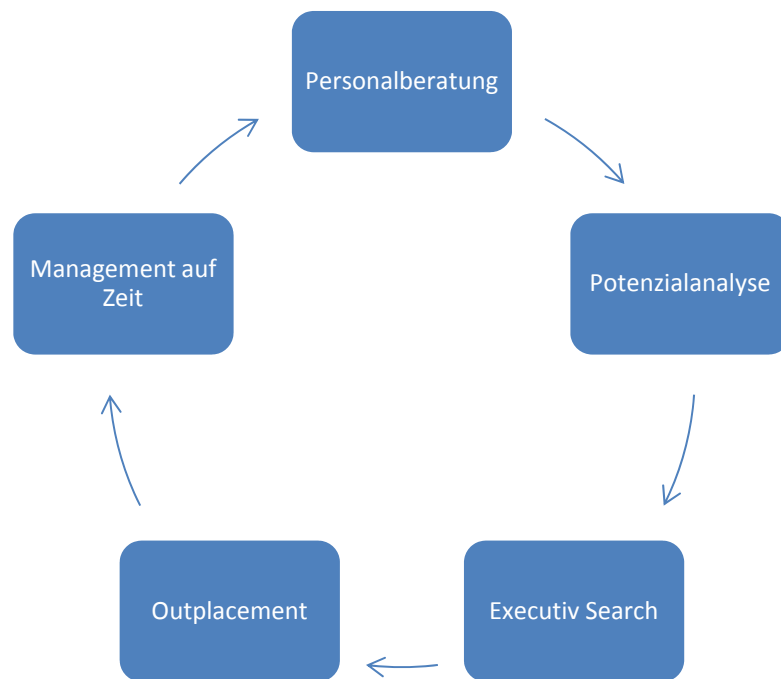 Personalberatung
Potenzialanalyse
Executiv Search
Outplacement
Management auf
Zeit